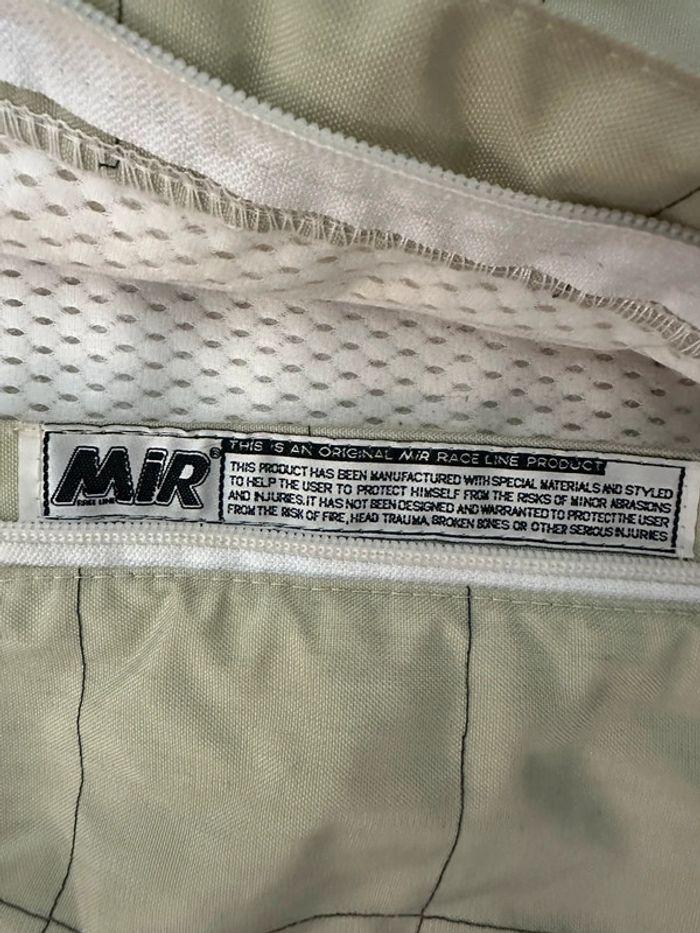 MiR®
RACE LINE
THIS IS AN ORIGINAL MiR RACE LINE PRODUCT
THIS PRODUCT HAS BEEN MANUFACTURED WITH SPECIAL MATERIALS AND STYLED
TO HELP THE USER TO PROTECT HIMSELF FROM THE RISKS OF MINOR ABRASIONS
AND INJURIES. IT HAS NOT BEEN DESIGNED AND WARRANTED TO PROTECT THE USER
FROM THE RISK OF FIRE, HEAD TRAUMA, BROKEN BONES OR OTHER SERIOUS INJURIES